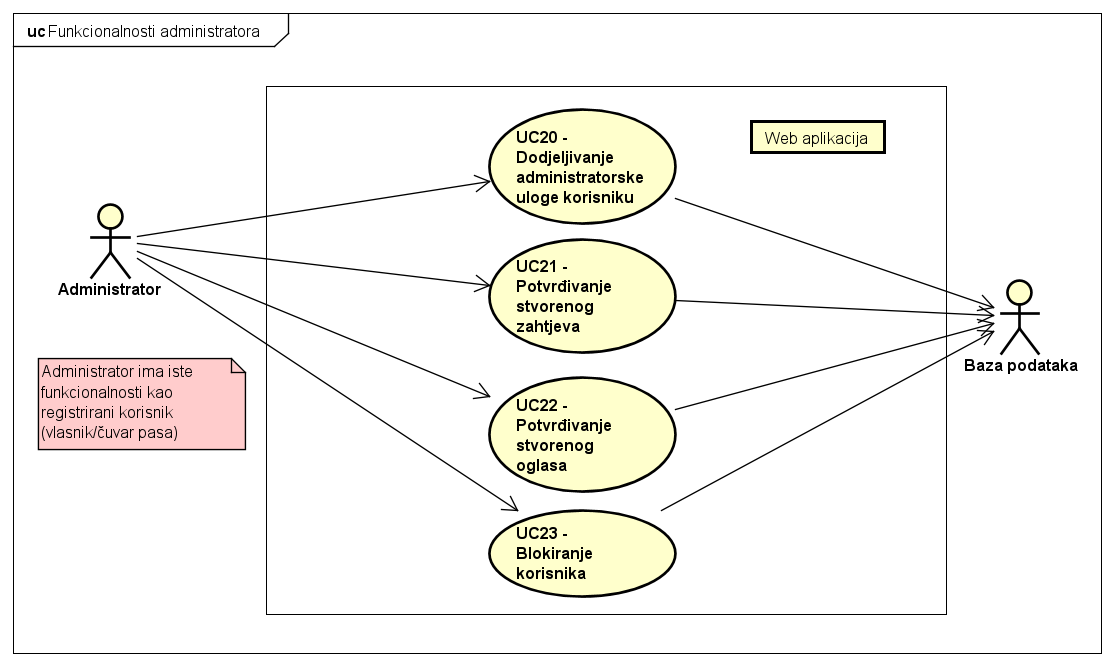 uc Funkcionalnosti administratora
UC20 -
Dodjeljivanje
administratorske
uloge korisniku
Web aplikacija
UC21 -
Potvrđivanje
stvorenog
zahtjeva
Administrator
Baza podataka
Administrator ima iste
funkcionalnosti kao
registrirani korisnik
(vlasnik/čuvar pasa)
UC22 -
Potvrđivanje
stvorenog
oglasa
UC23 -
Blokiranje
korisnika